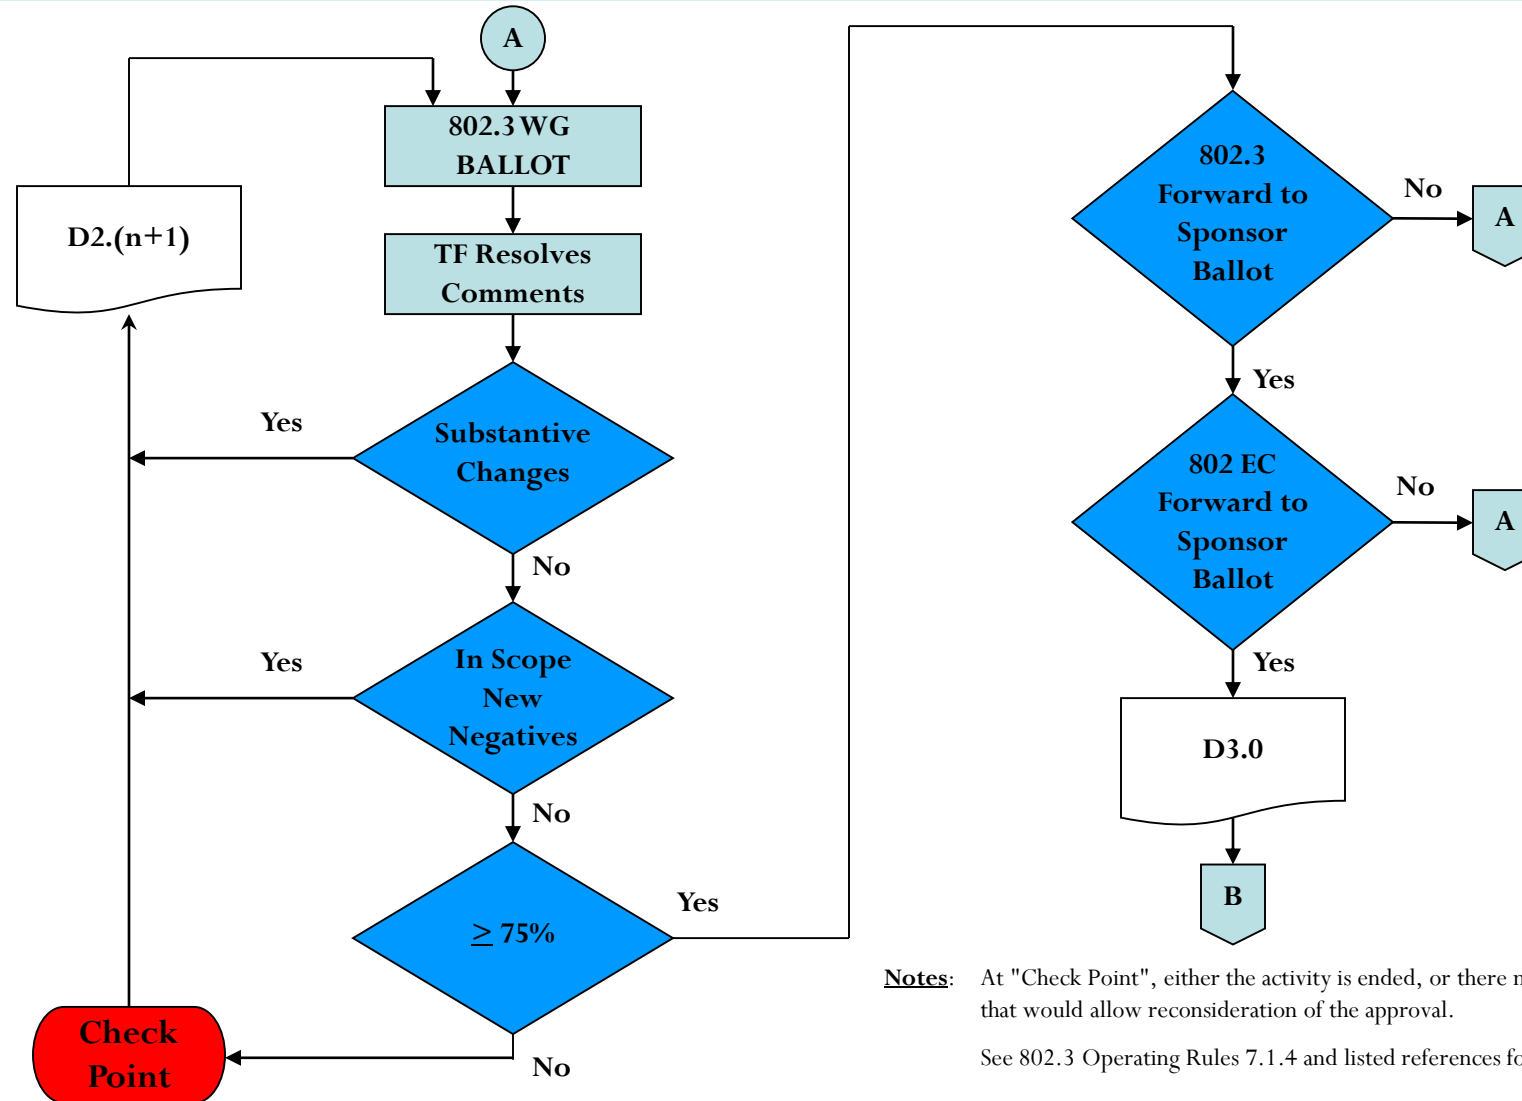 A
802.3 WG
BALLOT
D2.(n+1)
TF Resolves
Comments
Yes
Substantive
Changes
No
Yes
In Scope
New
Negatives
No
≥ 75%
Yes
Check
Point
No
802.3
Forward to
Sponsor
Ballot
No
A
Yes
802 EC
Forward to
Sponsor
Ballot
No
A
Yes
D3.0
B
Notes: At "Check Point", either the activity is ended, or there
that would allow reconsideration of the approval.
See 802.3 Operating Rules 7.1.4 and listed references